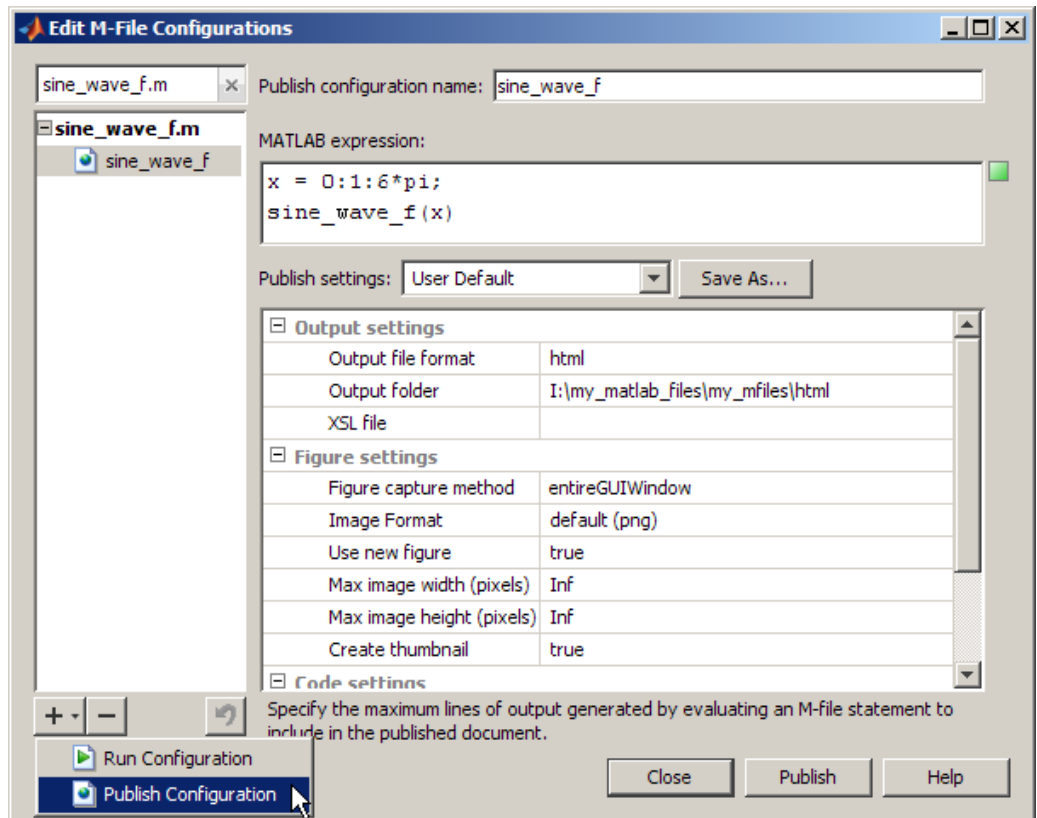 Edit M-File Configurations
sine_wave_f.m
Publish configuration name: sine_wave_f
sine_wave_f.m
sine_wave_f
MATLAB expression:
x = 0:1:6*pi;
sine_wave_f(x)
Publish settings: User Default Save As...
Output settings
Output file format html
Output folder I:\my_matlab_files\my_mfiles\html
XSL file
Figure settings
Figure capture method entireGUIWindow
Image Format default (png)
Use new figure true
Max image width (pixels) Inf
Max image height (pixels) Inf
Create thumbnail true
Code settings
Specify the maximum lines of output generated by evaluating an M-file statement to
include in the published document.
Run Configuration
Publish Configuration
Close Publish Help